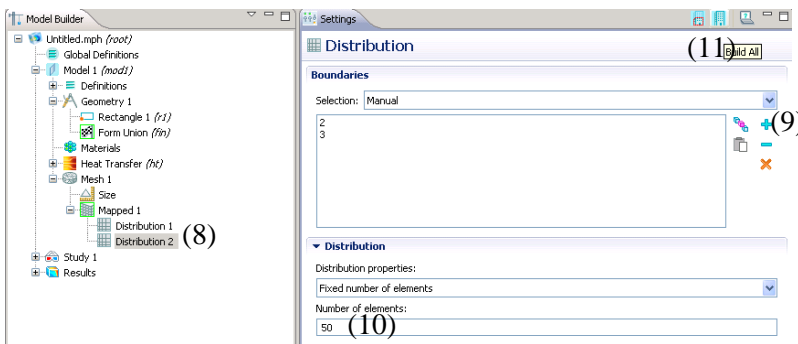 Model Builder
Untitled.mph (root)
Global Definitions
Model 1 (mod1)
Definitions
Geometry 1
Rectangle 1 (r1)
Form Union (fin)
Materials
Heat Transfer (ht)
Mesh 1
Size
Mapped 1
Distribution 1
Distribution 2 (8)
Study 1
Results
Settings
Distribution
(11) Build All
Boundaries
Selection: Manual
2
3
(9)
Distribution
Distribution properties:
Fixed number of elements
Number of elements:
50 (10)